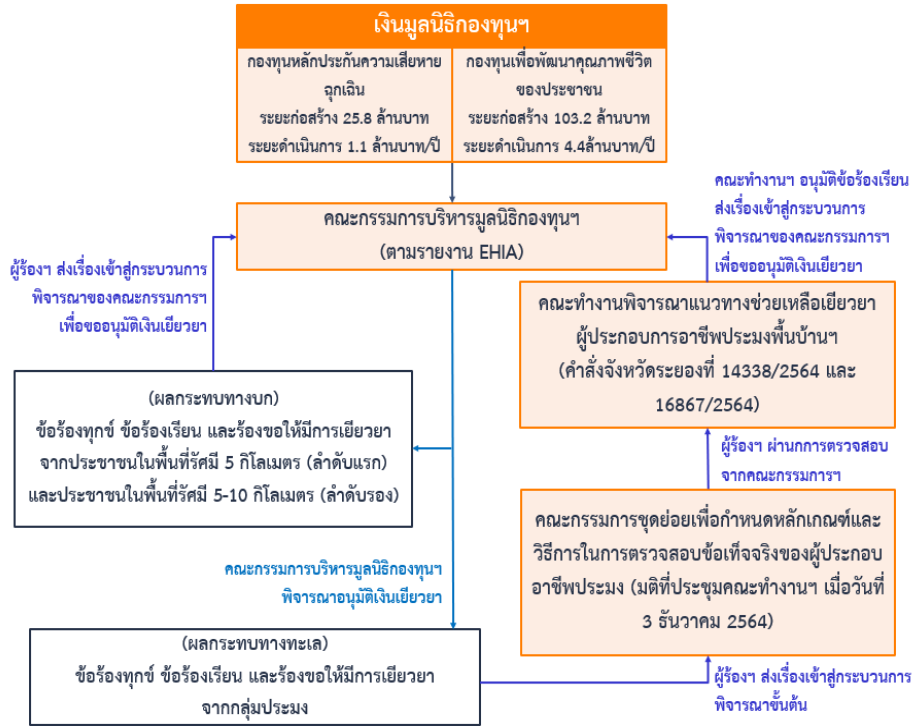 เงินมูลนิธิกองทุนฯ
กองทุนหลักประกันความเสียหาย
ฉุกเฉิน
ระยะก่อสร้าง 25.8 ล้านบาท
ระยะดำเนินการ 1.1 ล้านบาท/ปี
กองทุนเพื่อพัฒนาคุณภาพชีวิต
ของประชาชน
ระยะก่อสร้าง 103.2 ล้านบาท
ระยะดำเนินการ 4.4ล้านบาท/ปี
คณะกรรมการบริหารมูลนิธิกองทุนฯ
(ตามรายงาน EHIA)
ผู้ร้องฯ ส่งเรื่องเข้าสู่กระบวนการ
พิจารณาของคณะกรรมการฯ
เพื่อขออนุมัติเงินเยียวยา
คณะทำงานฯ อนุมัติข้อร้องเรียน
ส่งเรื่องเข้าสู่กระบวนการ
พิจารณาของคณะกรรมการฯ
เพื่อขออนุมัติเงินเยียวยา
คณะทำงานพิจารณาแนวทางช่วยเหลือเยียวยา
ผู้ประกอบการอาชีพประมงพื้นบ้านฯ
(คำสั่งจังหวัดระยองที่ 14338/2564 และ
16867/2564)
(ผลกระทบทางบก)
ข้อร้องทุกข์ ข้อร้องเรียน และร้องขอให้มีการเยียวยา
จากประชาชนในพื้นที่รัศมี 5 กิโลเมตร (ลำดับแรก)
และประชาชนในพื้นที่รัศมี 5-10 กิโลเมตร (ลำดับรอง)
ผู้ร้องฯ ผ่านกการตรวจสอบ
จากคณะกรรมการฯ
คณะกรรมการชุดย่อยเพื่อกำหนดหลักเกณฑ์และ
วิธีการในการตรวจสอบข้อเท็จจริงของผู้ประกอบ
อาชีพประมง (มติที่ประชุมคณะทำงานฯ เมื่อวันที่
3 ธันวาคม 2564)
คณะกรรมการบริหารมูลนิธิกองทุนฯ
พิจารณาอนุมัติเงินเยียวยา
(ผลกระทบทางทะเล)
ข้อร้องทุกข์ ข้อร้องเรียน และร้องขอให้มีการเยียวยา
จากกลุ่มประมง
ผู้ร้องฯ ส่งเรื่องเข้าสู่กระบวนการ
พิจารณาขั้นต้น